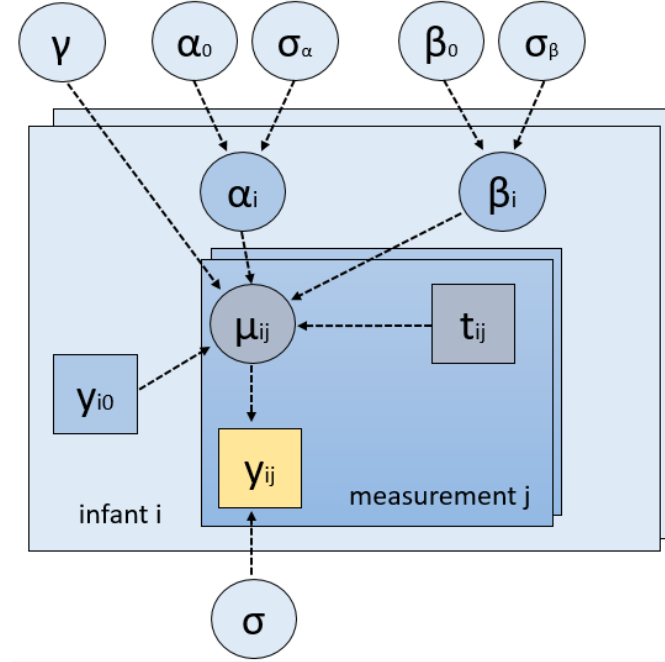 γ
α₀
σα
β₀
σᵦ
αᵢ
βᵢ
μᵢⱼ
tᵢⱼ
yᵢ₀
yᵢⱼ
measurement j
infant i
σ